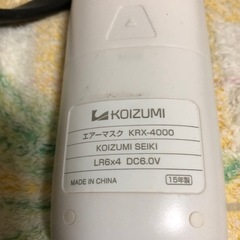 KOIZUMI
エアーマスク KRX-4000
KOIZUMI SEIKI
LR6x4 DC6.0V
MADE IN CHINA 15年製